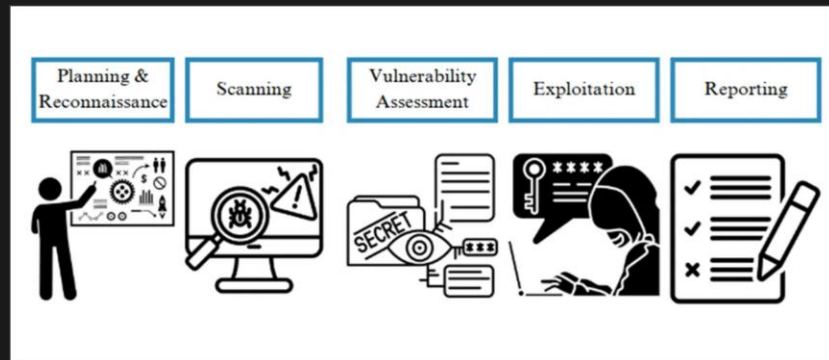 Planning &
Reconnaissance
Scanning
Vulnerability
Assessment
Exploitation
Reporting
$
SECRET
***
****